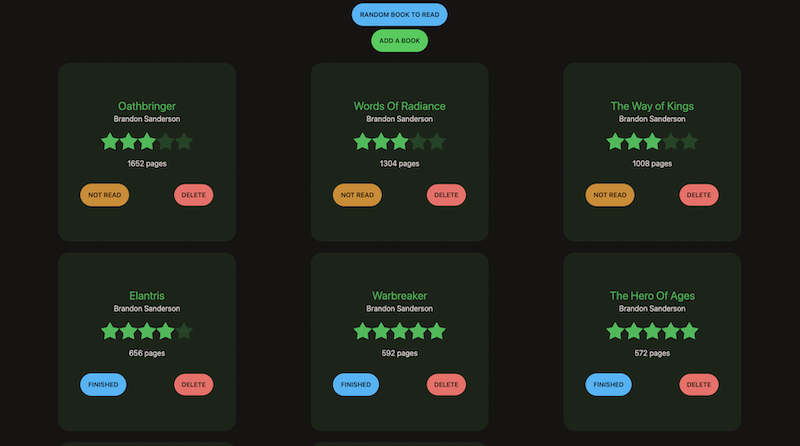 RANDOM BOOK TO READ
ADD A BOOK
Oathbringer
Brandon Sanderson
1652 pages
NOT READ
DELETE
Words Of Radiance
Brandon Sanderson
1304 pages
NOT READ
DELETE
The Way of Kings
Brandon Sanderson
1008 pages
NOT READ
DELETE
Elantris
Brandon Sanderson
656 pages
FINISHED
DELETE
Warbreaker
Brandon Sanderson
592 pages
FINISHED
DELETE
The Hero Of Ages
Brandon Sanderson
572 pages
FINISHED
DELETE